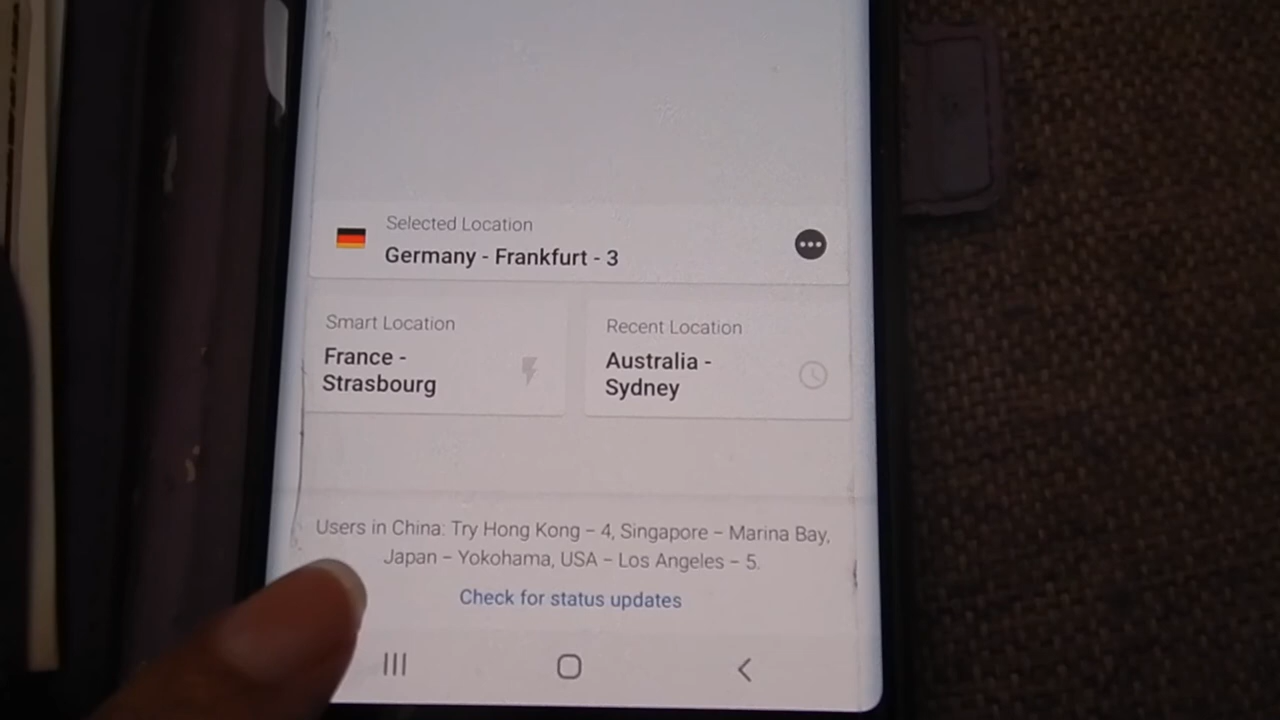 Selected Location
Germany - Frankfurt - 3
Smart Location
France -
Strasbourg
Recent Location
Australia -
Sydney
Users in China: Try Hong Kong – 4, Singapore – Marina Bay,
Japan – Yokohama, USA – Los Angeles – 5.
Check for status updates